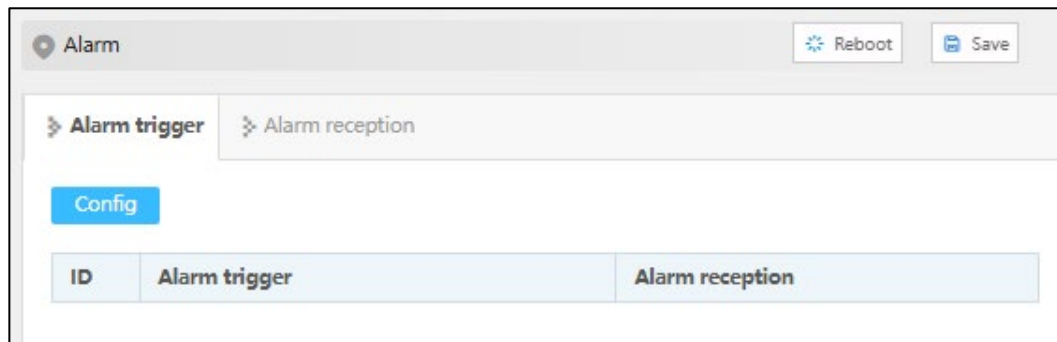 Alarm Reboot Save
Alarm trigger Alarm reception
Config
ID Alarm trigger Alarm reception